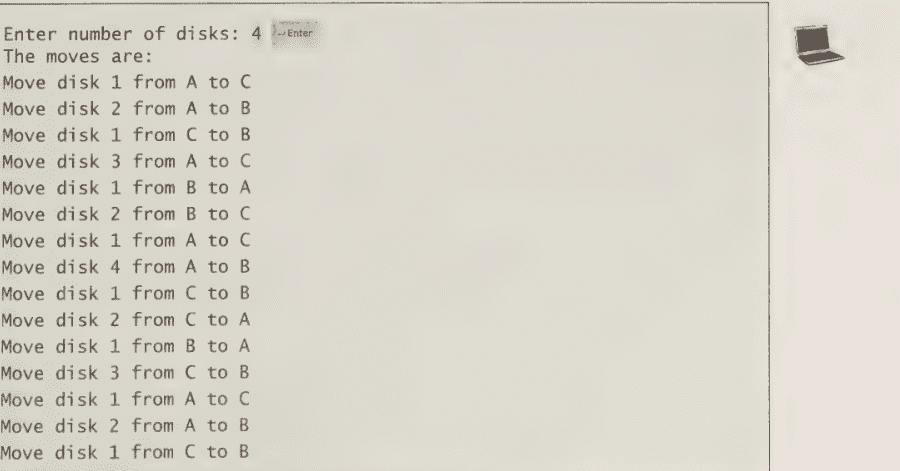 Enter number of disks: 4 ↵Enter
The moves are:
Move disk 1 from A to C
Move disk 2 from A to B
Move disk 1 from C to B
Move disk 3 from A to C
Move disk 1 from B to A
Move disk 2 from B to C
Move disk 1 from A to C
Move disk 4 from A to B
Move disk 1 from C to B
Move disk 2 from C to A
Move disk 1 from B to A
Move disk 3 from C to B
Move disk 1 from A to C
Move disk 2 from A to B
Move disk 1 from C to B